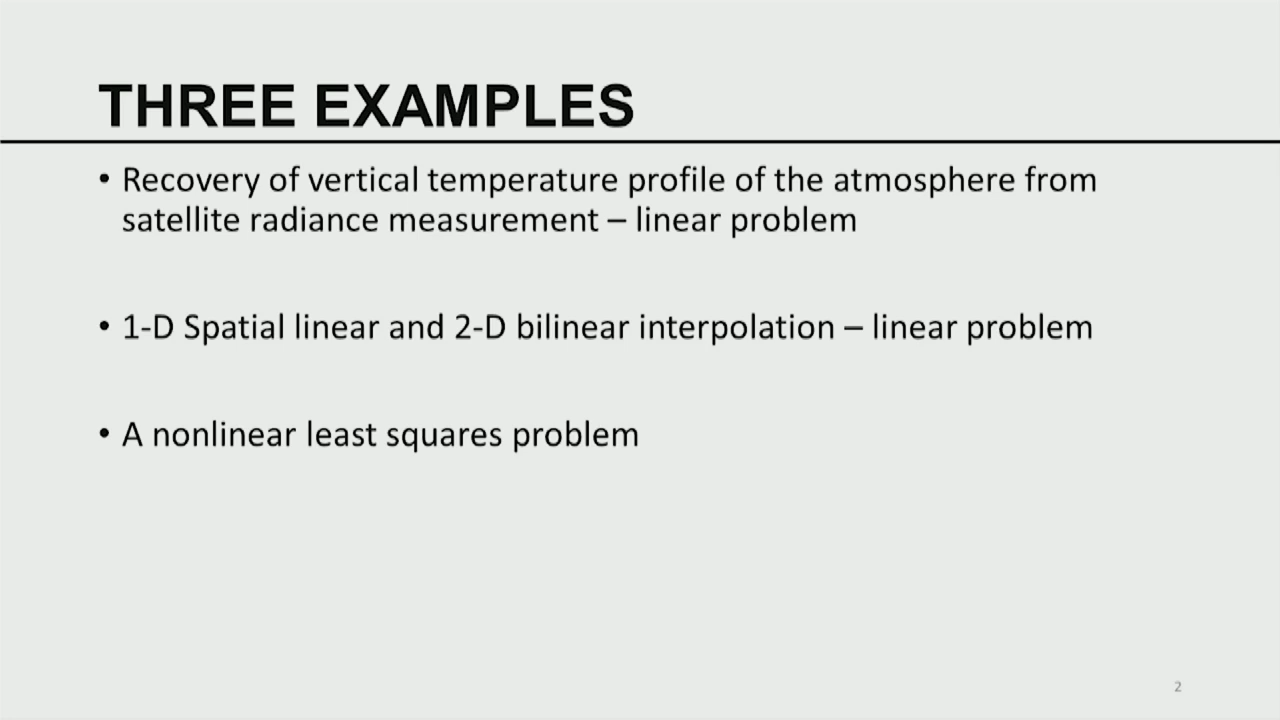 THREE EXAMPLES
• Recovery of vertical temperature profile of the atmosphere from
satellite radiance measurement – linear problem
• 1-D Spatial linear and 2-D bilinear interpolation – linear problem
• A nonlinear least squares problem
2